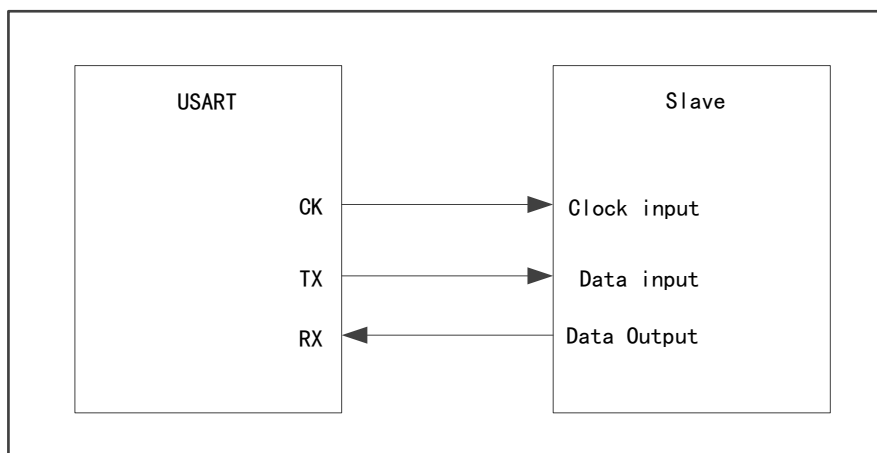 USART
Slave
CK
Clock input
TX
Data input
RX
Data Output